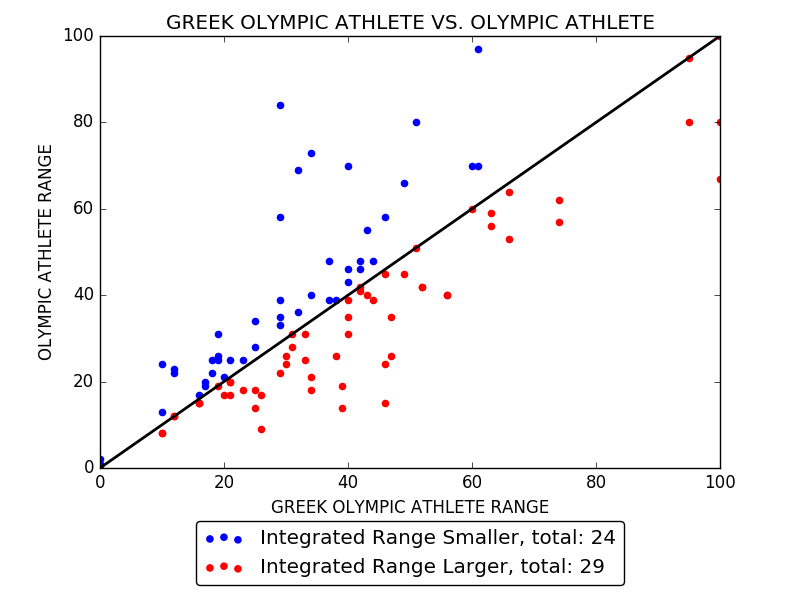 GREEK OLYMPIC ATHLETE VS. OLYMPIC ATHLETE
100
80
60
40
20
0
OLYMPIC ATHLETE RANGE
0 20 40 60 80 100
GREEK OLYMPIC ATHLETE RANGE
Integrated Range Smaller, total: 24
Integrated Range Larger, total: 29